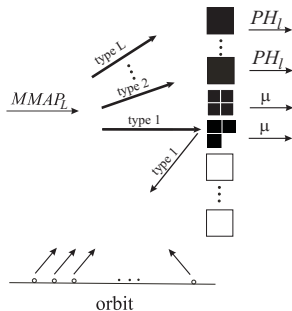 PH_l
type L
PH_l
type 2
MMAP_L
μ
type 1
μ
type 1
orbit